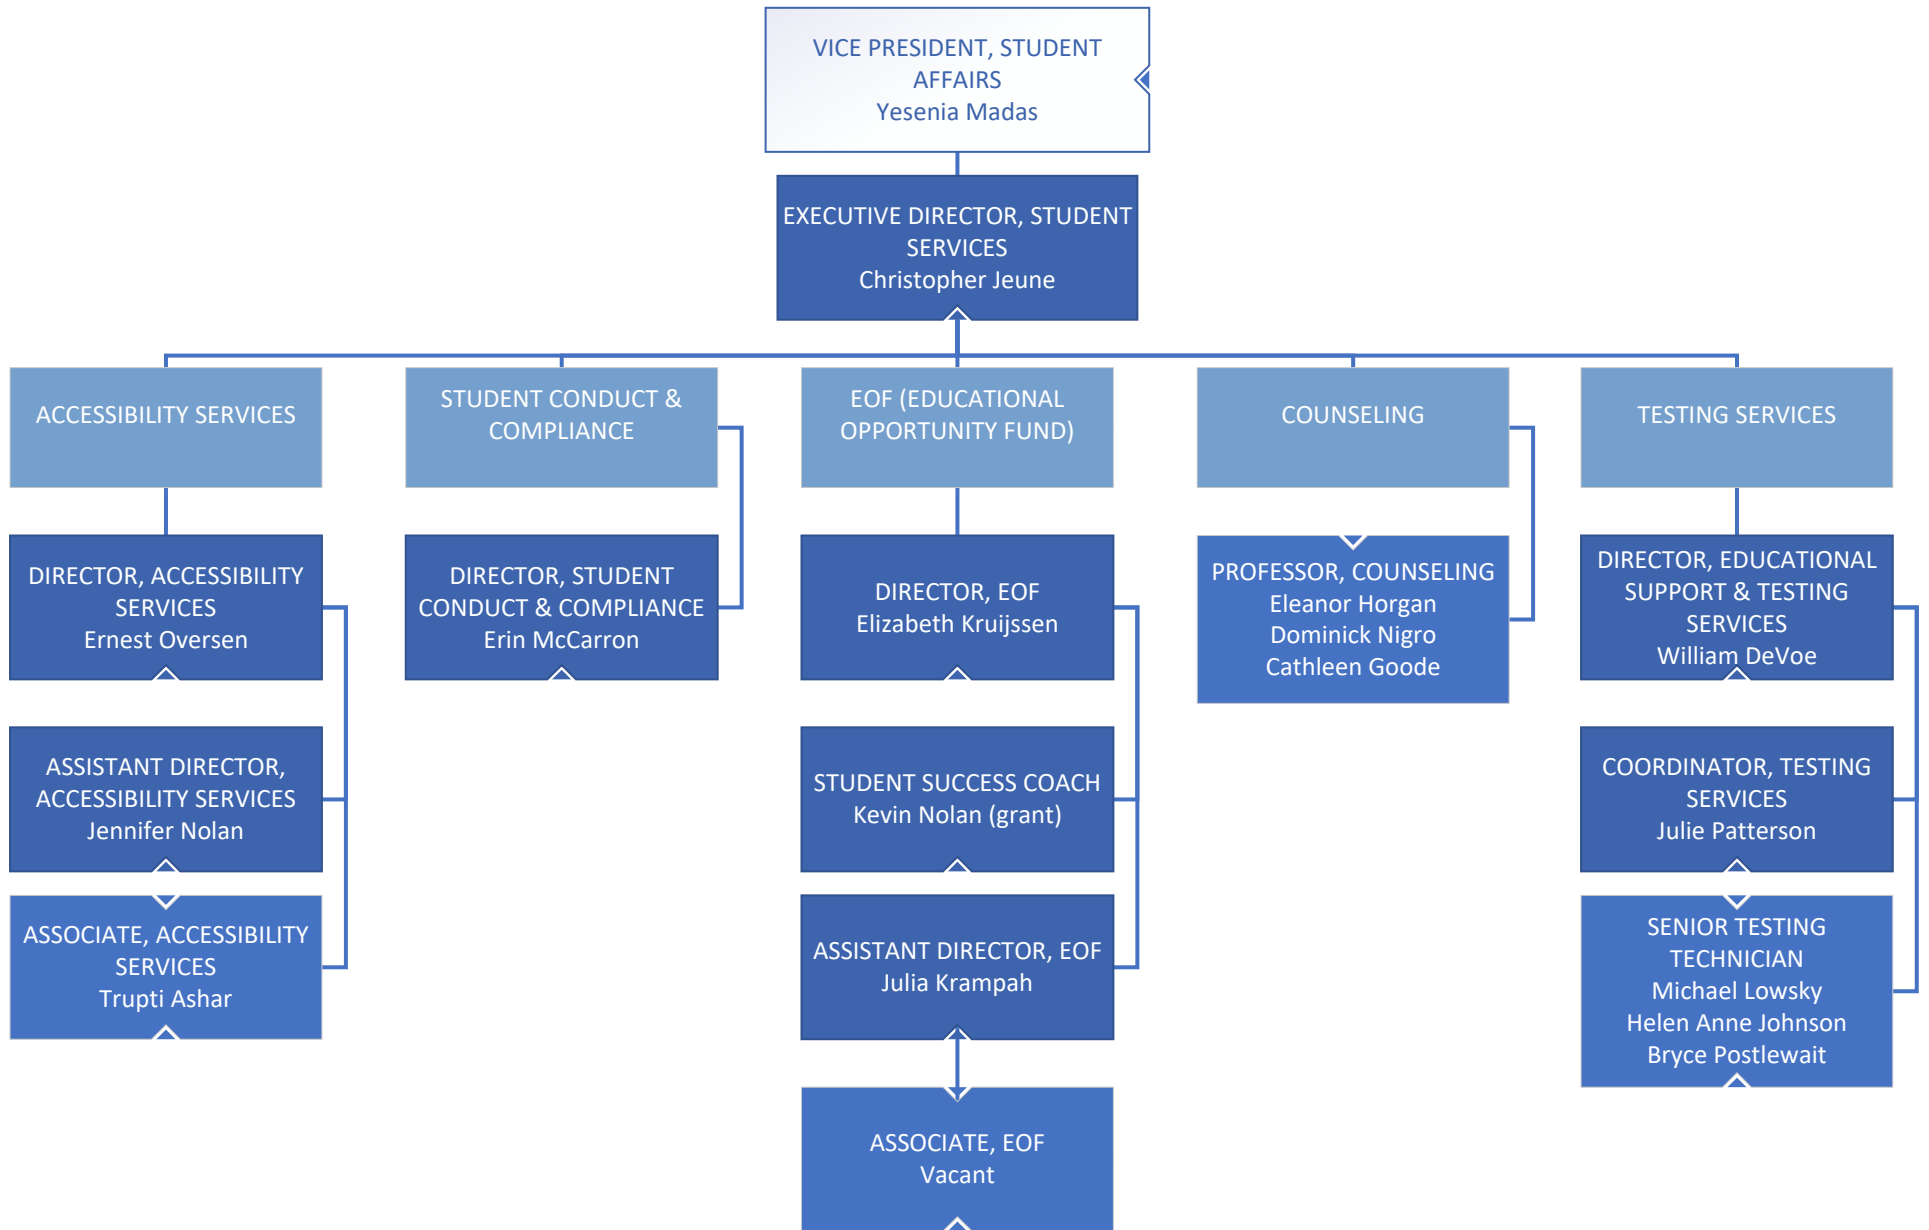 VICE PRESIDENT, STUDENT
AFFAIRS
Yesenia Madas
EXECUTIVE DIRECTOR, STUDENT
SERVICES
Christopher Jeune
ACCESSIBILITY SERVICES
STUDENT CONDUCT &
COMPLIANCE
EOF (EDUCATIONAL
OPPORTUNITY FUND)
COUNSELING
TESTING SERVICES
DIRECTOR, ACCESSIBILITY
SERVICES
Ernest Oversen
DIRECTOR, STUDENT
CONDUCT & COMPLIANCE
Erin McCarron
DIRECTOR, EOF
Elizabeth Kruijssen
PROFESSOR, COUNSELING
Eleanor Horgan
Dominick Nigro
Cathleen Goode
DIRECTOR, EDUCATIONAL
SUPPORT & TESTING
SERVICES
William DeVoe
ASSISTANT DIRECTOR,
ACCESSIBILITY SERVICES
Jennifer Nolan
STUDENT SUCCESS COACH
Kevin Nolan (grant)
COORDINATOR, TESTING
SERVICES
Julie Patterson
ASSOCIATE, ACCESSIBILITY
SERVICES
Trupti Ashar
ASSISTANT DIRECTOR, EOF
Julia Krampah
SENIOR TESTING
TECHNICIAN
Michael Lowsky
Helen Anne Johnson
Bryce Postlewait
ASSOCIATE, EOF
Vacant